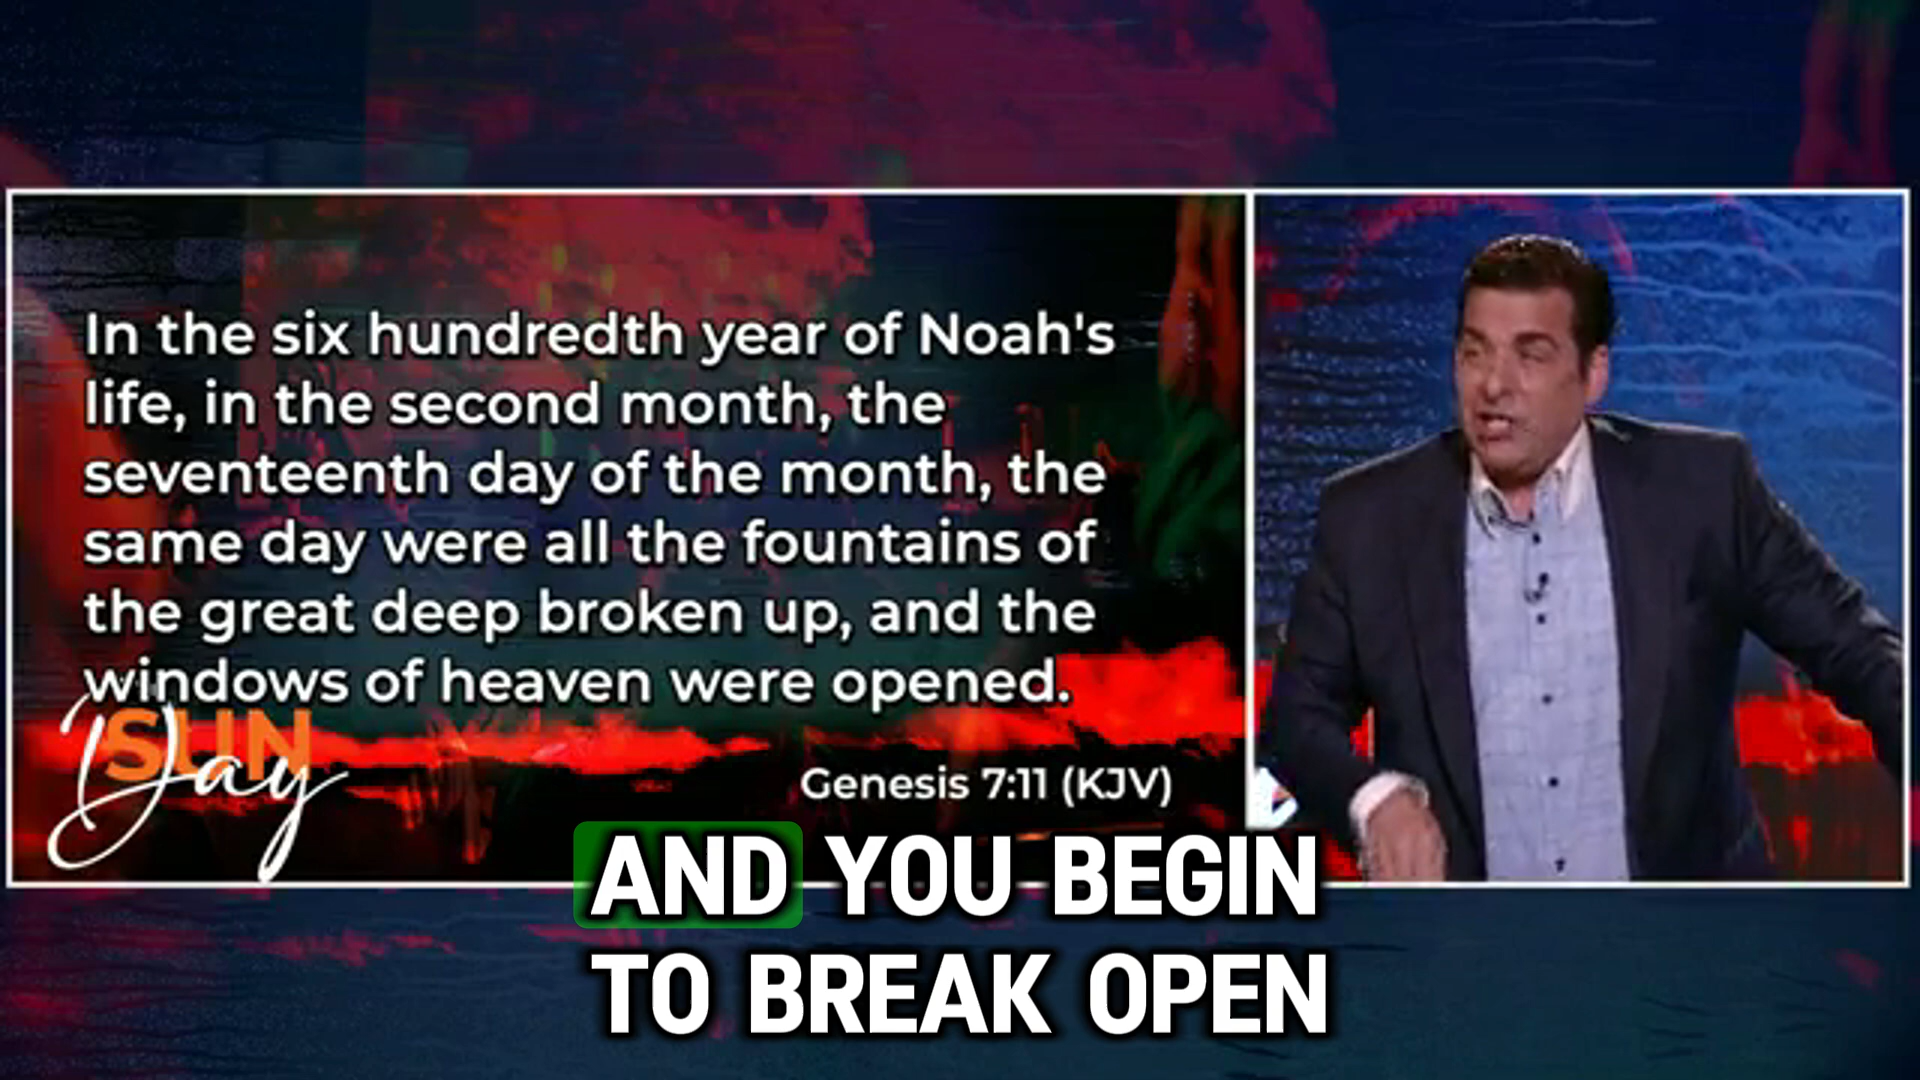 In the six hundredth year of Noah's
life, in the second month, the
seventeenth day of the month, the
same day were all the fountains of
the great deep broken up, and the
windows of heaven were opened.
SUN
Day
Genesis 7:11 (KJV)
AND YOU BEGIN
TO BREAK OPEN